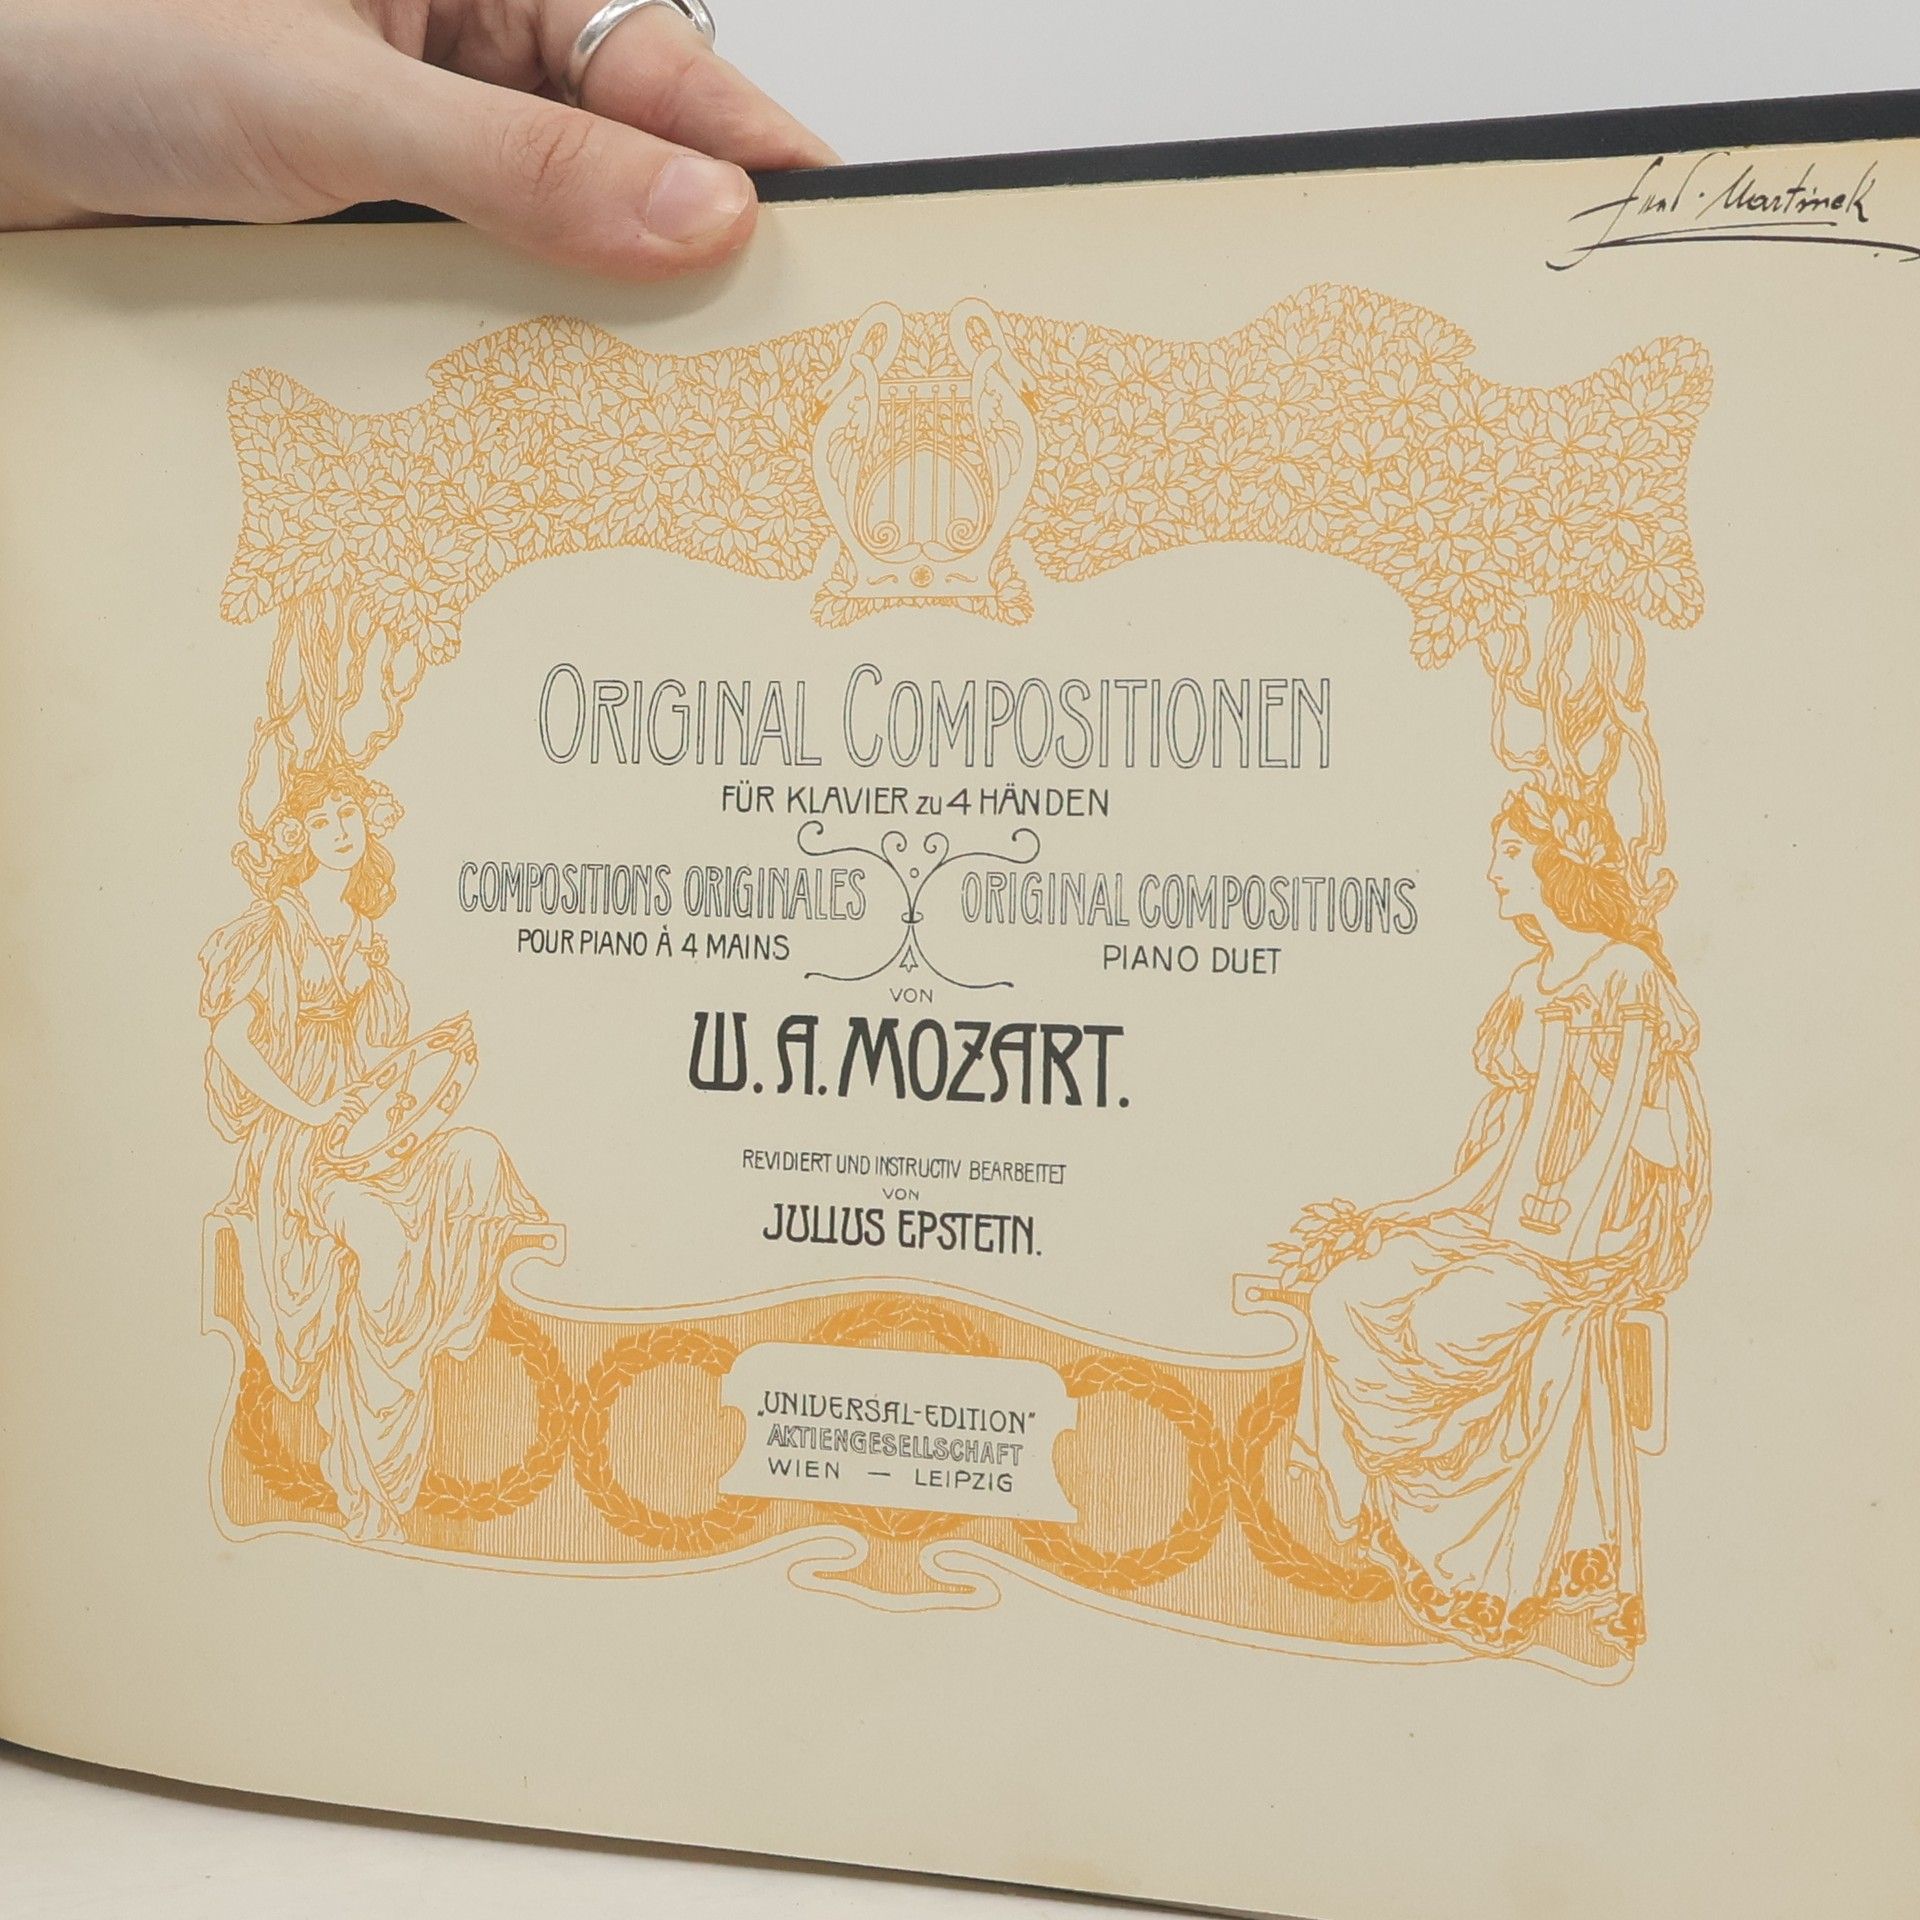 Martinek
ORIGINAL COMPOSITIONEN
FÜR KLAVIER zu 4 HÄNDEN
COMPOSITIONS ORIGINALES
POUR PIANO À 4 MAINS
ORIGINAL COMPOSITIONS
PIANO DUET
VON
W. A. MOZART.
REVIDIERT UND INSTRUCTIV BEARBEITET
VON
JULIUS EPSTEIN.
„UNIVERSAL-EDITION"
AKTIENGESELLSCHAFT
WIEN — LEIPZIG